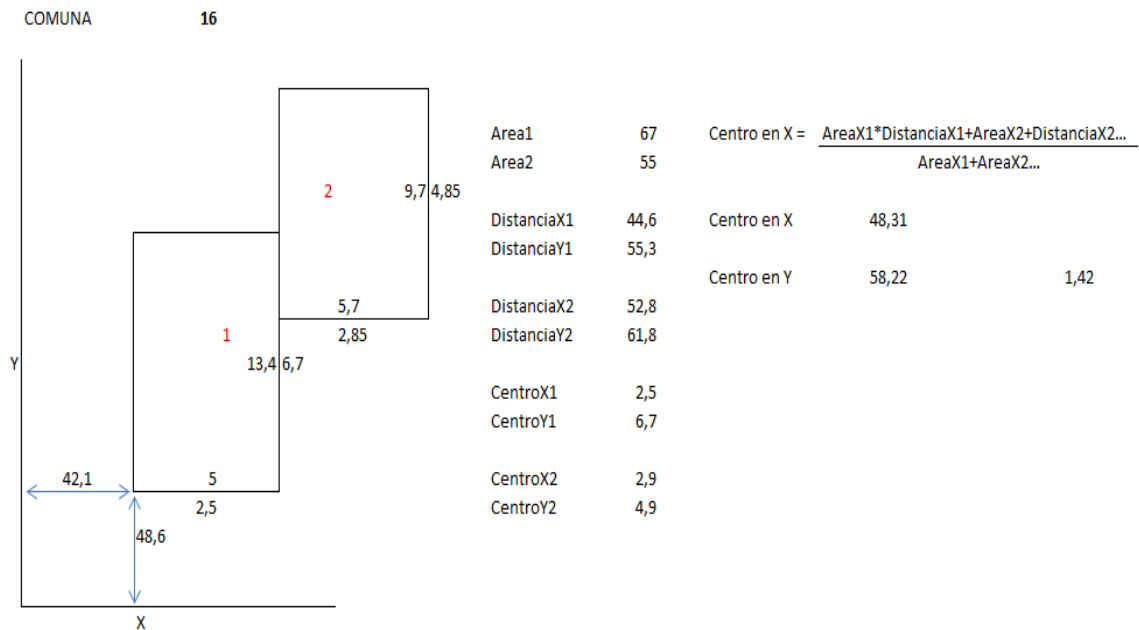 COMUNA 16
Area1 67 Centro en X = AreaX1*DistanciaX1+AreaX2+DistanciaX2...
Area2 55 AreaX1+AreaX2...
2 9,7 4,85
DistanciaX1 44,6 Centro en X 48,31
DistanciaY1 55,3
Centro en Y 58,22 1,42
5,7 DistanciaX2 52,8
1 2,85 DistanciaY2 61,8
Y 13,4 6,7
CentroX1 2,5
CentroY1 6,7
42,1 5 CentroX2 2,9
2,5 CentroY2 4,9
48,6
X